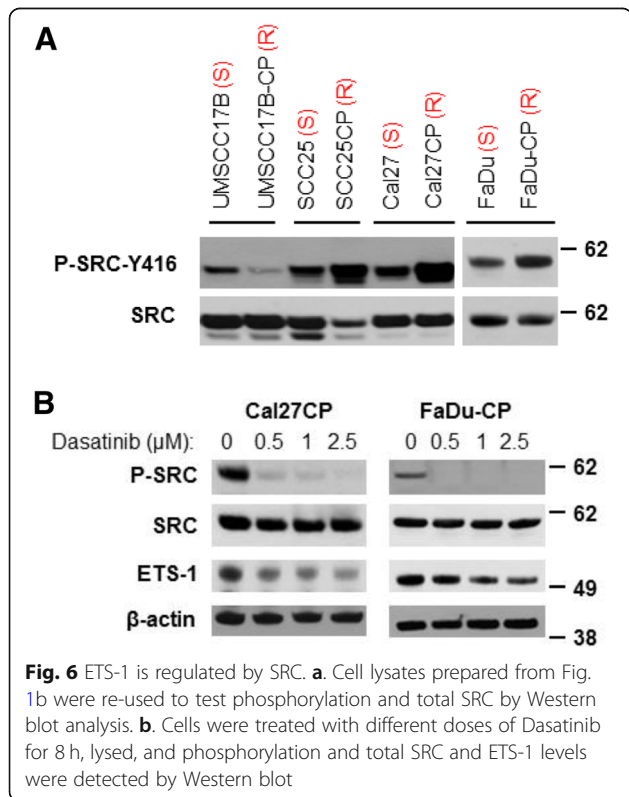 A
UMSCC17B (S)
UMSCC17B-CP (R)
SCC25 (S)
SCC25CP (R)
Cal27 (S)
Cal27CP (R)
FaDu (S)
FaDu-CP (R)
P-SRC-Y416
62
SRC
62
B
Cal27CP FaDu-CP
Dasatinib (µM): 0 0.5 1 2.5 0 0.5 1 2.5
P-SRC
62
SRC
62
ETS-1
49
β-actin
38
Fig. 6 ETS-1 is regulated by SRC. a. Cell lysates prepared from Fig.
1b were re-used to test phosphorylation and total SRC by Western
blot analysis. b. Cells were treated with different doses of Dasatinib
for 8 h, lysed, and phosphorylation and total SRC and ETS-1 levels
were detected by Western blot